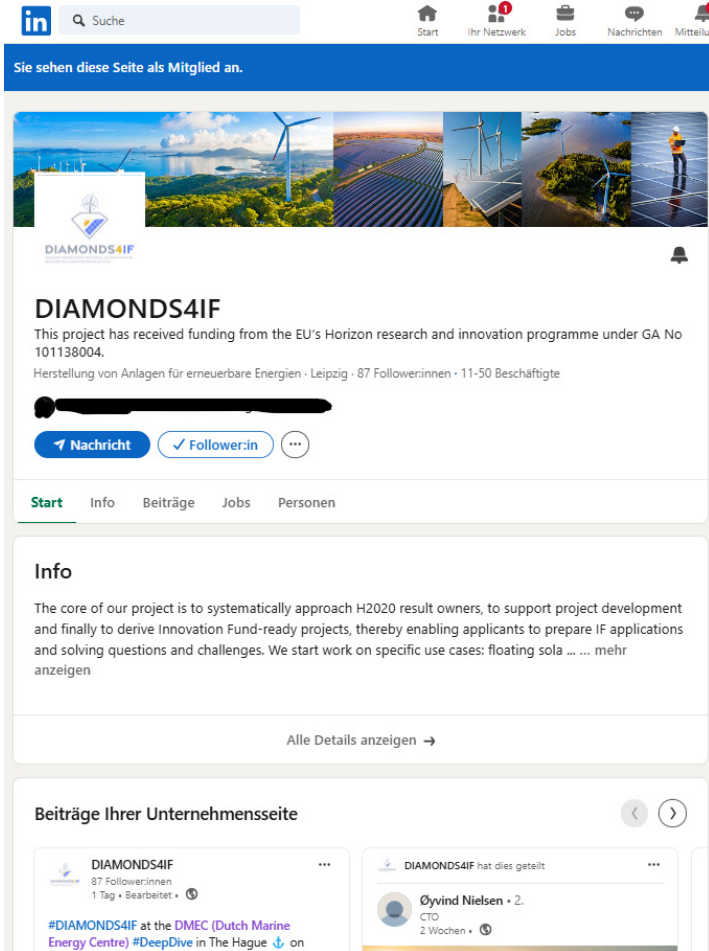 in Suche
1
Start Ihr Netzwerk Jobs Nachrichten Mitteilu
Sie sehen diese Seite als Mitglied an.
DIAMONDS4IF
DIAMONDS4IF
This project has received funding from the EU's Horizon research and innovation programme under GA No
101138004.
Herstellung von Anlagen für erneuerbare Energien · Leipzig · 87 Follower:innen · 11-50 Beschäftigte
Nachricht Follower:in
Start Info Beiträge Jobs Personen
Info
The core of our project is to systematically approach H2020 result owners, to support project development
and finally to derive Innovation Fund-ready projects, thereby enabling applicants to prepare IF applications
and solving questions and challenges. We start work on specific use cases: floating sola ... ... mehr
anzeigen
Alle Details anzeigen →
Beiträge Ihrer Unternehmensseite
DIAMONDS4IF
87 Follower:innen
1 Tag • Bearbeitet •
#DIAMONDS4IF at the DMEC (Dutch Marine
Energy Centre) #DeepDive in The Hague ⚓ on
DIAMONDS4IF hat dies geteilt
Øyvind Nielsen • 2.
CTO
2 Wochen •